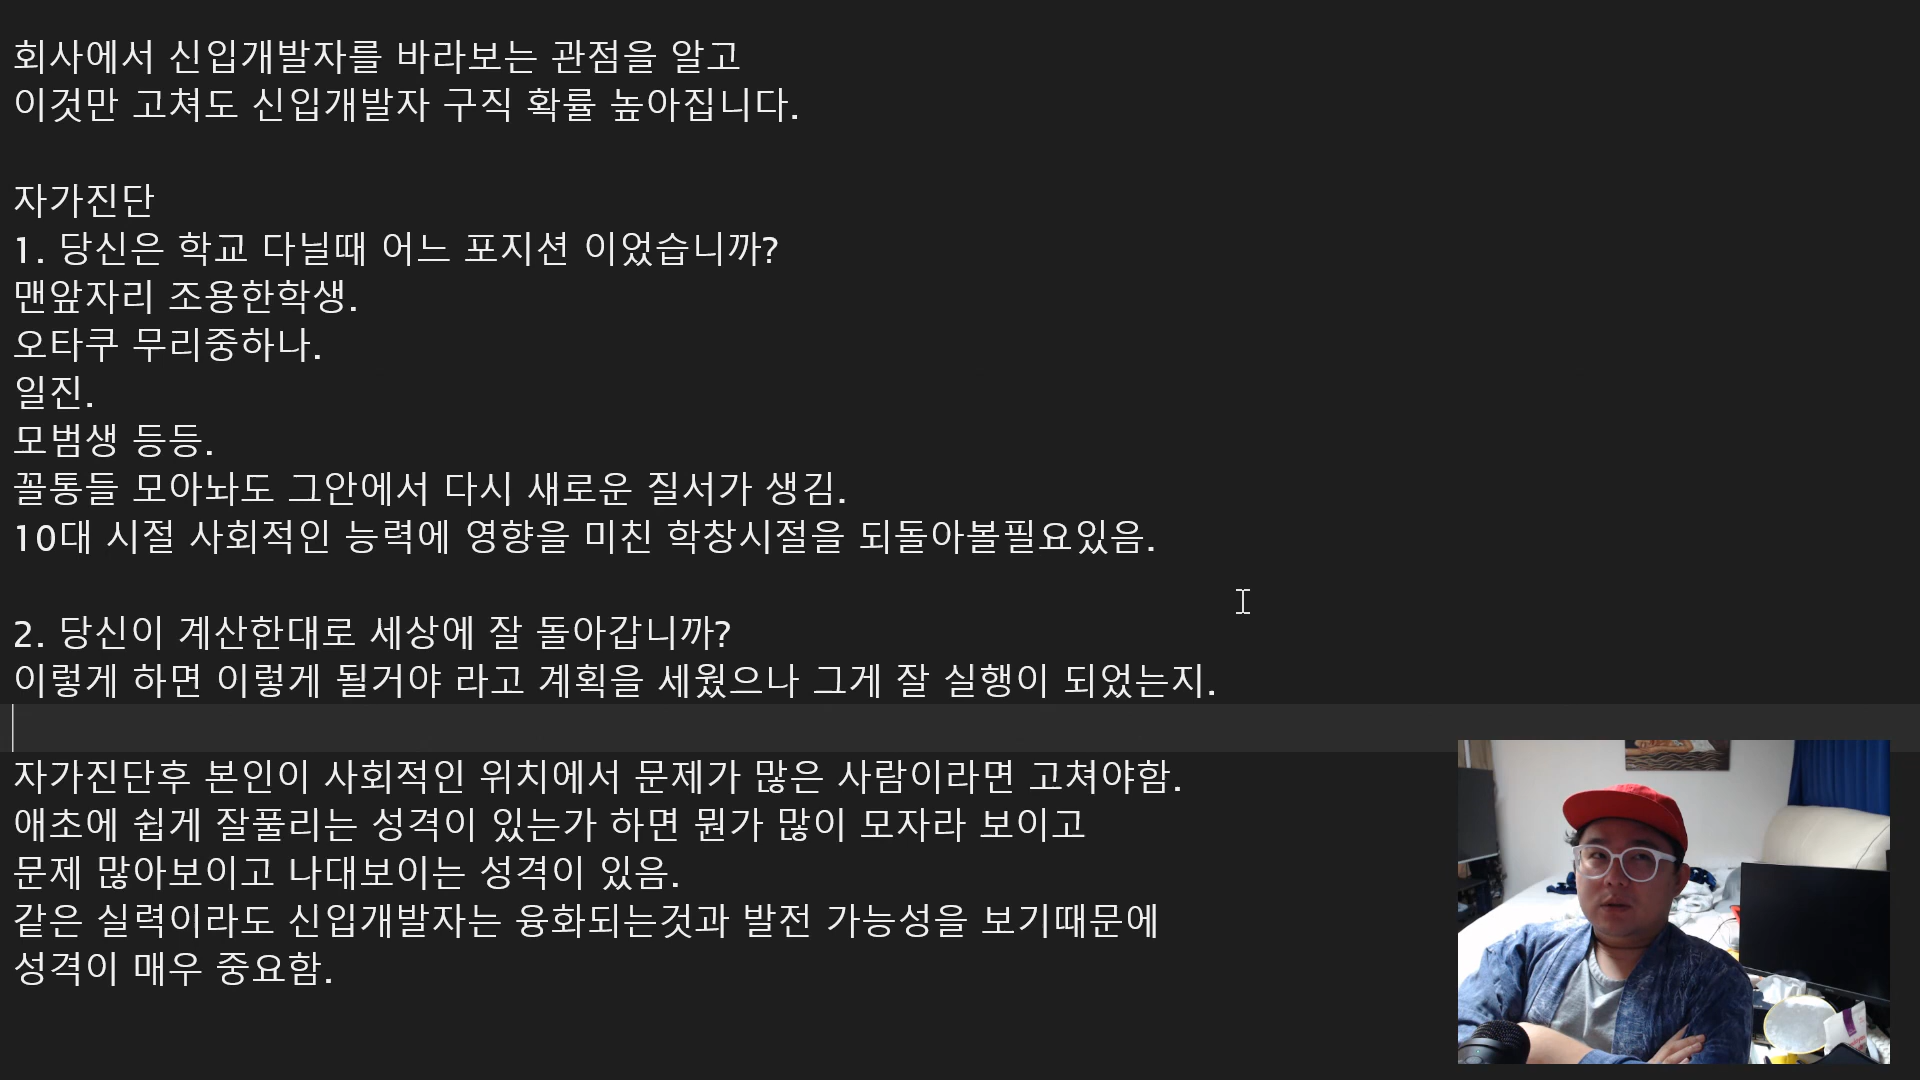 회사에서 신입개발자를 바라보는 관점을 알고
이것만 고쳐도 신입개발자 구직 확률 높아집니다.
자가진단
1. 당신은 학교 다닐때 어느 포지션 이었습니까?
맨앞자리 조용한학생.
오타쿠 무리중하나.
일진.
모범생 등등.
꼴통들 모아놔도 그안에서 다시 새로운 질서가 생김.
10대 시절 사회적인 능력에 영향을 미친 학창시절을 되돌아볼필요있음.
2. 당신이 계산한대로 세상에 잘 돌아갑니까?
이렇게 하면 이렇게 될거야 라고 계획을 세웠으나 그게 잘 실행이 되었는지.
자가진단후 본인이 사회적인 위치에서 문제가 많은 사람이라면 고쳐야함.
애초에 쉽게 잘풀리는 성격이 있는가 하면 뭔가 많이 모자라 보이고
문제 많아보이고 나대보이는 성격이 있음.
같은 실력이라도 신입개발자는 융화되는것과 발전 가능성을 보기때문에
성격이 매우 중요함.